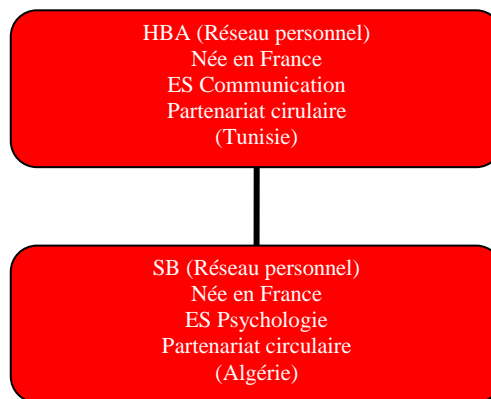 HBA (Réseau personnel)
Née en France
ES Communication
Partenariat cirulaire
(Tunisie)
SB (Réseau personnel)
Née en France
ES Psychologie
Partenariat circulaire
(Algérie)